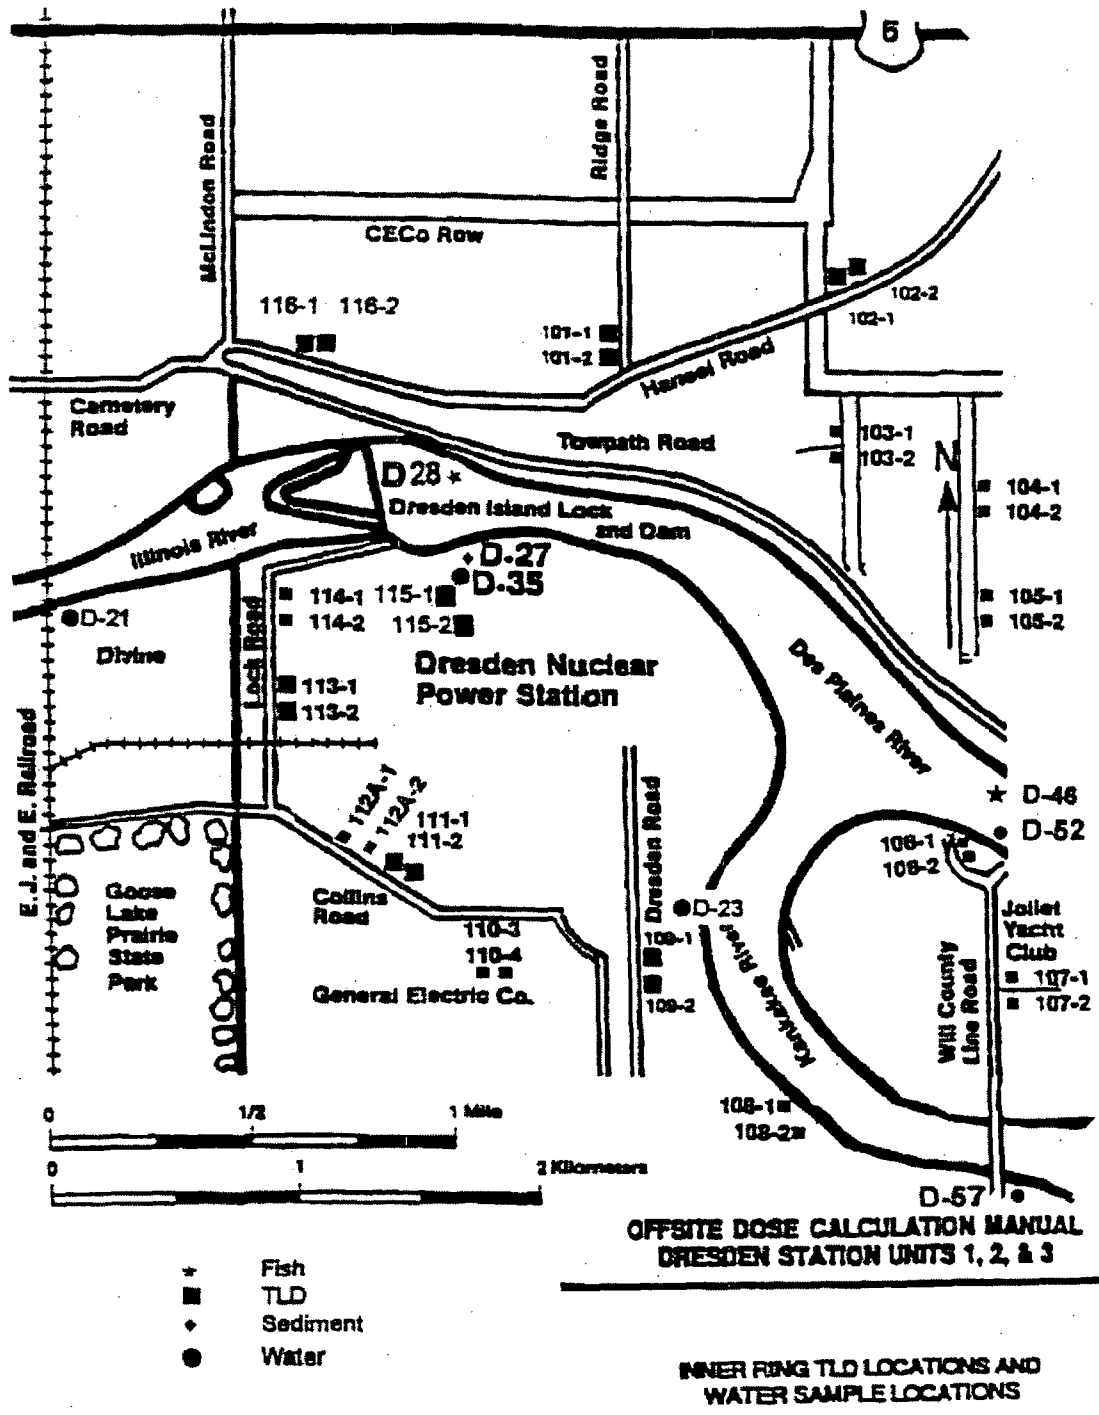 6
McLindon Road
Ridge Road
CECo Row
116-1 116-2
101-1
101-2
102-2
102-1
Hansel Road
Cemetery
Road
Towpath Road
103-1
103-2
N
104-1
104-2
D 28
Dresden Island Lock
and Dam
Illinois River
D-27
D-35
D-21
Divine
Lock Road
114-1
114-2
115-1
115-2
105-1
105-2
Dresden Nuclear
Power Station
113-1
113-2
Des Plaines River
E.J. and E. Railroad
112A-1
112A-2
111-1
111-2
Dresden Road
D-46
D-52
106-1
106-2
Goose
Lake
Prairie
State
Park
Collins
Road
D-23
Joliet
Yacht
Club
110-3
110-4
109-1
109-2
General Electric Co.
Kankakee River
Will County
Line Road
107-1
107-2
108-1
108-2
0 1/2 1 Mile
0 1 2 Kilometers
D-57
OFFSITE DOSE CALCULATION MANUAL
DRESDEN STATION UNITS 1, 2, & 3
Fish
TLD
Sediment
Water
INNER RING TLD LOCATIONS AND
WATER SAMPLE LOCATIONS